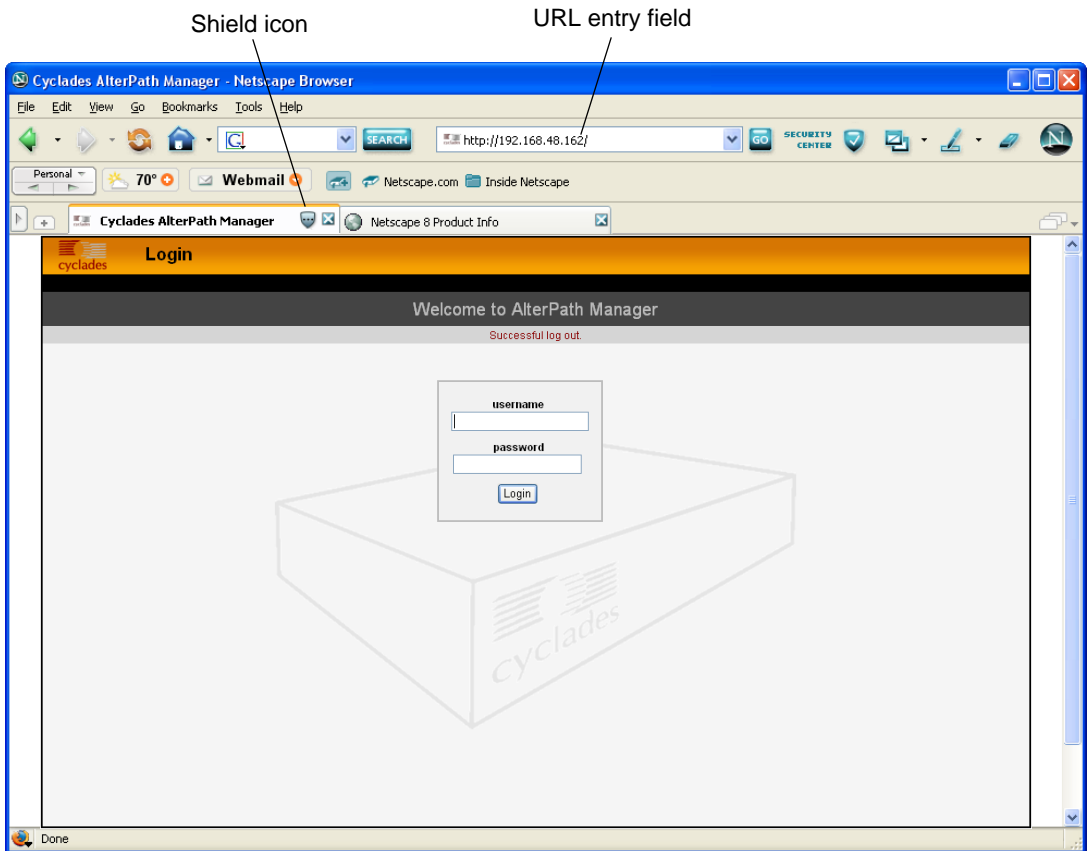 Shield icon
URL entry field
Cyclades AlterPath Manager - Netscape Browser
File Edit View Go Bookmarks Tools Help
SEARCH http://192.168.48.162/ GO SECURITY CENTER N
Personal 70° Webmail Netscape.com Inside Netscape
Cyclades AlterPath Manager Netscape 8 Product Info
cyclades Login
Welcome to AlterPath Manager
Successful log out.
username
password
Login
cyclades
Done